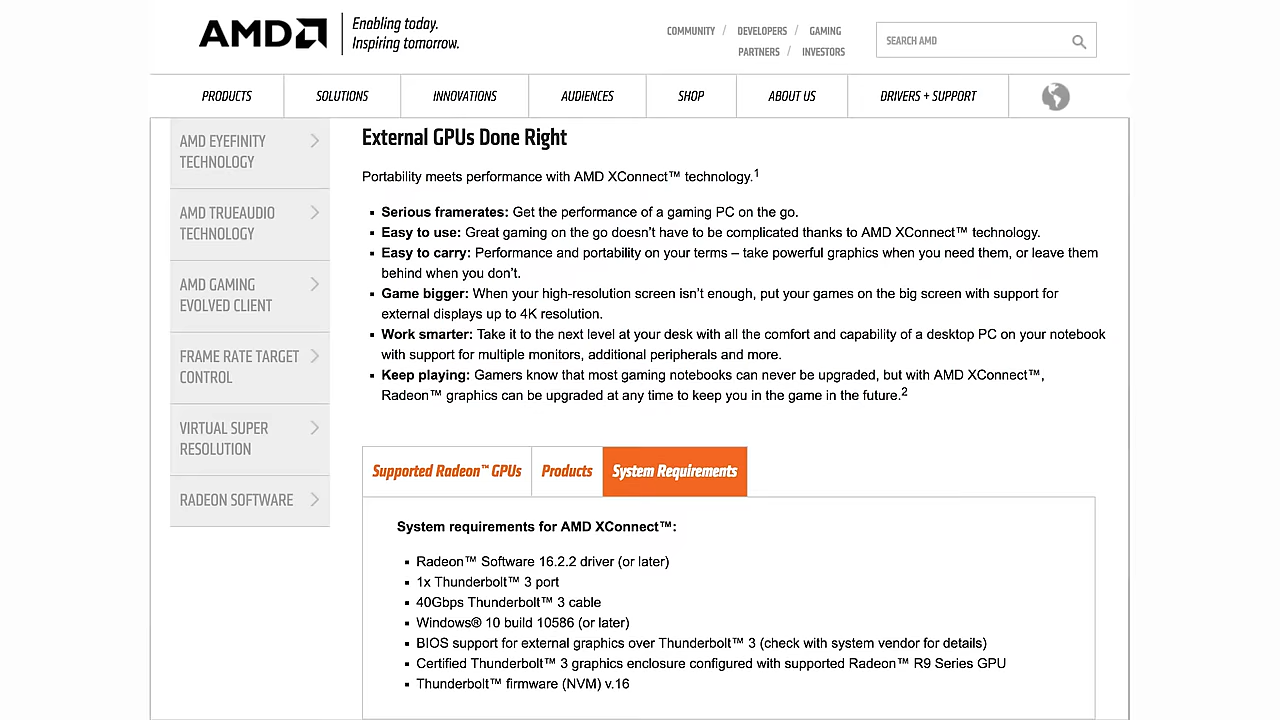 AMD
Enabling today.
Inspiring tomorrow.
COMMUNITY / DEVELOPERS / GAMING
PARTNERS / INVESTORS
SEARCH AMD
PRODUCTS
SOLUTIONS
INNOVATIONS
AUDIENCES
SHOP
ABOUT US
DRIVERS + SUPPORT
AMD EYEFINITY
TECHNOLOGY
AMD TRUEAUDIO
TECHNOLOGY
AMD GAMING
EVOLVED CLIENT
FRAME RATE TARGET
CONTROL
VIRTUAL SUPER
RESOLUTION
RADEON SOFTWARE
External GPUs Done Right
Portability meets performance with AMD XConnect™ technology.1
▪ Serious framerates: Get the performance of a gaming PC on the go.
▪ Easy to use: Great gaming on the go doesn't have to be complicated thanks to AMD XConnect™ technology.
▪ Easy to carry: Performance and portability on your terms – take powerful graphics when you need them, or leave them
behind when you don't.
▪ Game bigger: When your high-resolution screen isn't enough, put your games on the big screen with support for
external displays up to 4K resolution.
▪ Work smarter: Take it to the next level at your desk with all the comfort and capability of a desktop PC on your notebook
with support for multiple monitors, additional peripherals and more.
▪ Keep playing: Gamers know that most gaming notebooks can never be upgraded, but with AMD XConnect™,
Radeon™ graphics can be upgraded at any time to keep you in the game in the future.2
Supported Radeon™ GPUs
Products
System Requirements
System requirements for AMD XConnect™:
▪ Radeon™ Software 16.2.2 driver (or later)
▪ 1x Thunderbolt™ 3 port
▪ 40Gbps Thunderbolt™ 3 cable
▪ Windows® 10 build 10586 (or later)
▪ BIOS support for external graphics over Thunderbolt™ 3 (check with system vendor for details)
▪ Certified Thunderbolt™ 3 graphics enclosure configured with supported Radeon™ R9 Series GPU
▪ Thunderbolt™ firmware (NVM) v.16